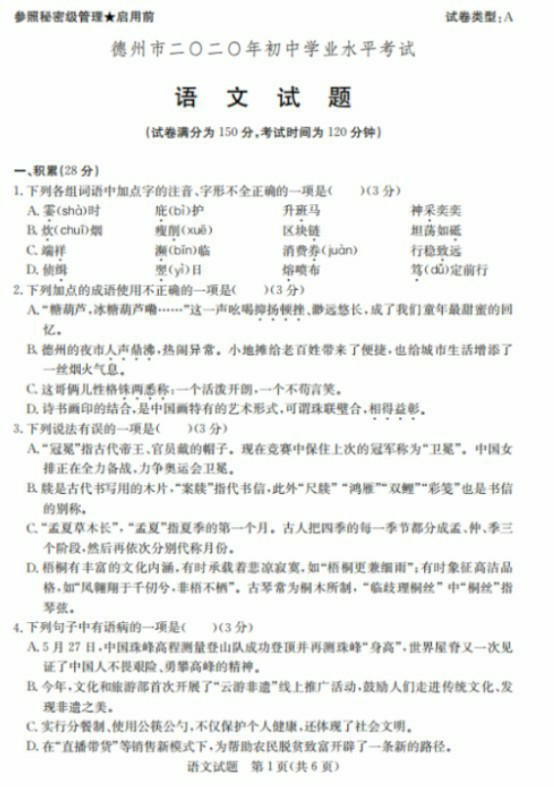 参照秘密级管理★启用前 试卷类型:A
德州市二〇二〇年初中学业水平考试
语 文 试 题
(试卷满分为 150 分,考试时间为 120 分钟)
一、积累(28 分)
1. 下列各组词语中加点字的注音、字形不全正确的一项是( )(3 分)
A. 霎(shà)时 庇(bì)护 升班马 神采奕奕
B. 炊(chuī)烟 瘦削(xuē) 区块链 坦荡如砥
C. 端祥 濒(bīn)临 消费券(juàn) 行稳致远
D. 侦缉 翌(yì)日 熔喷布 笃(dǔ)定前行
2. 下列加点的成语使用不正确的一项是( )(3 分)
A. “糖葫芦,冰糖葫芦嘞……”这一声吆喝抑扬顿挫、渺远悠长,成了我们童年最甜蜜的回
忆。
B. 德州的夜市人声鼎沸,热闹异常。小地摊给老百姓带来了便捷,也给城市生活增添了
一丝烟火气息。
C. 这哥俩儿性格铢两悉称:一个活泼开朗,一个不苟言笑。
D. 诗书画印的结合,是中国画特有的艺术形式,可谓珠联璧合,相得益彰。
3. 下列说法有误的一项是( )(3 分)
A. “冠冕”指古代帝王、官员戴的帽子。现在竞赛中保住上次的冠军称为“卫冕”。中国女
排正在全力备战,力争奥运会卫冕。
B. 牍是古代书写用的木片,“案牍”指代书信,此外“尺牍”“鸿雁”“双鲤”“彩笺”也是书信
的别称。
C. “孟夏草木长”,“孟夏”指夏季的第一个月。古人把四季的每一季节都分成孟、仲、季三
个阶段,然后再依次分别代称月份。
D. 梧桐有丰富的文化内涵,有时承载着悲凉寂寞,如“梧桐更兼细雨”;有时象征高洁品
格,如“凤翱翔于千仞兮,非梧不栖”。古琴常为桐木所制,“临歧理桐丝”中“桐丝”指
琴弦。
4. 下列句子中有语病的一项是( )(3 分)
A. 5 月 27 日,中国珠峰高程测量登山队成功登顶并再测珠峰“身高”,世界屋脊又一次见
证了中国人不畏艰险、勇攀高峰的精神。
B. 今年,文化和旅游部首次开展了“云游非遗”线上推广活动,鼓励人们走进传统文化、发
现非遗之美。
C. 实行分餐制、使用公筷公勺,不仅保护个人健康,还体现了社会文明。
D. 在“直播带货”等销售新模式下,为帮助农民脱贫致富开辟了一条新的路径。
语文试题 第 1 页(共 6 页)